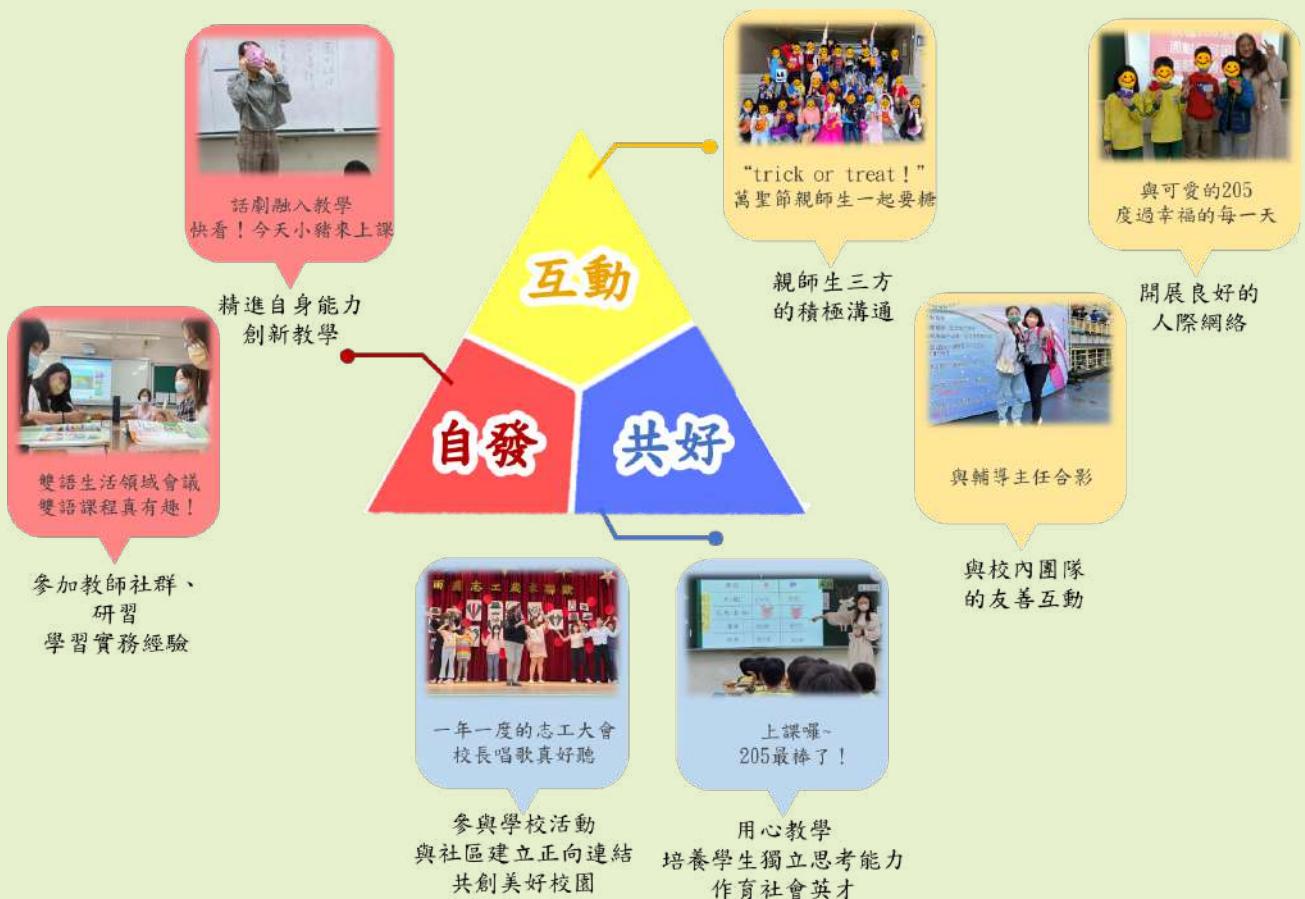 話劇融入教學
快看！今天小豬來上課
精進自身能力
創新教學
雙語生活領域會議
雙語課程真有趣！
參加教師社群、
研習
學習實務經驗
互動
自發
共好
“trick or treat！”
萬聖節親師生一起要糖
親師生三方
的積極溝通
與可愛的205
度過幸福的每一天
開展良好的
人際網絡
與輔導主任合影
與校內團隊
的友善互動
一年一度的志工大會
校長唱歌真好聽
參與學校活動
與社區建立正向連結
共創美好校園
上課囉~
205最棒了！
用心教學
培養學生獨立思考能力
作育社會英才